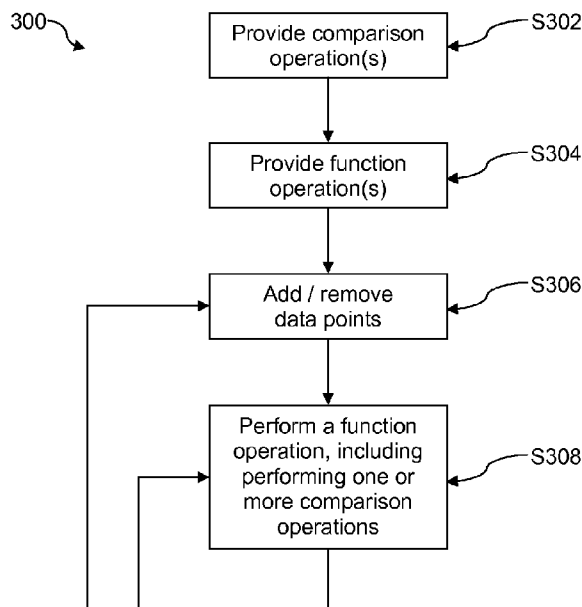 300
Provide comparison
operation(s)
S302
Provide function
operation(s)
S304
Add / remove
data points
S306
Perform a function
operation, including
performing one or
more comparison
operations
S308